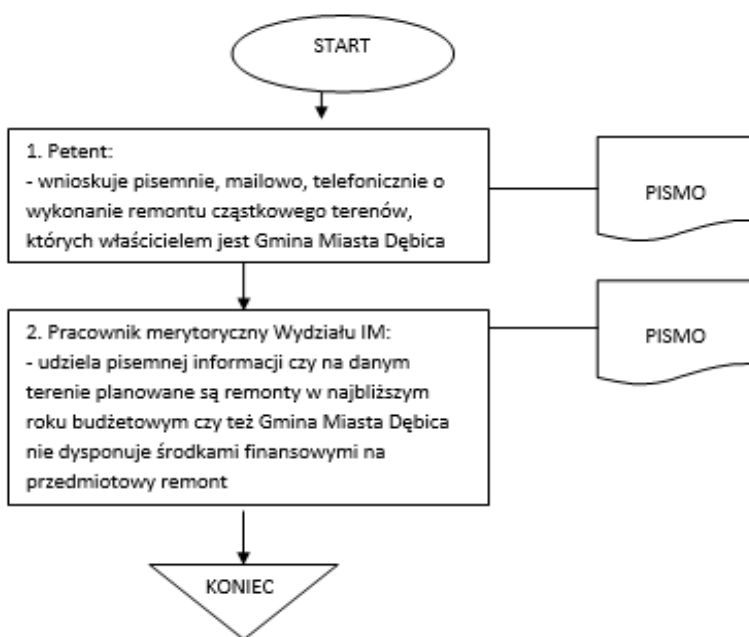 START
1. Petent:
- wnioskuje pisemnie, mailowo, telefonicznie o
wykonanie remontu cząstkowego terenów,
których właścicielem jest Gmina Miasta Dębica
PISMO
2. Pracownik merytoryczny Wydziału IM:
- udziela pisemnej informacji czy na danym
terenie planowane są remonty w najbliższym
roku budżetowym czy też Gmina Miasta Dębica
nie dysponuje środkami finansowymi na
przedmiotowy remont
PISMO
KONIEC